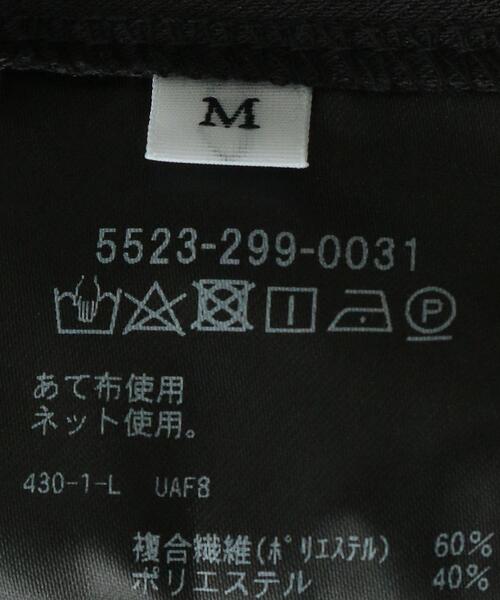 M
5523-299-0031
P
あて布使用
ネット使用。
430-1-L UAF8
複合繊維(ﾎﾟﾘｴｽﾃﾙ) 60%
ポリエステル 40%